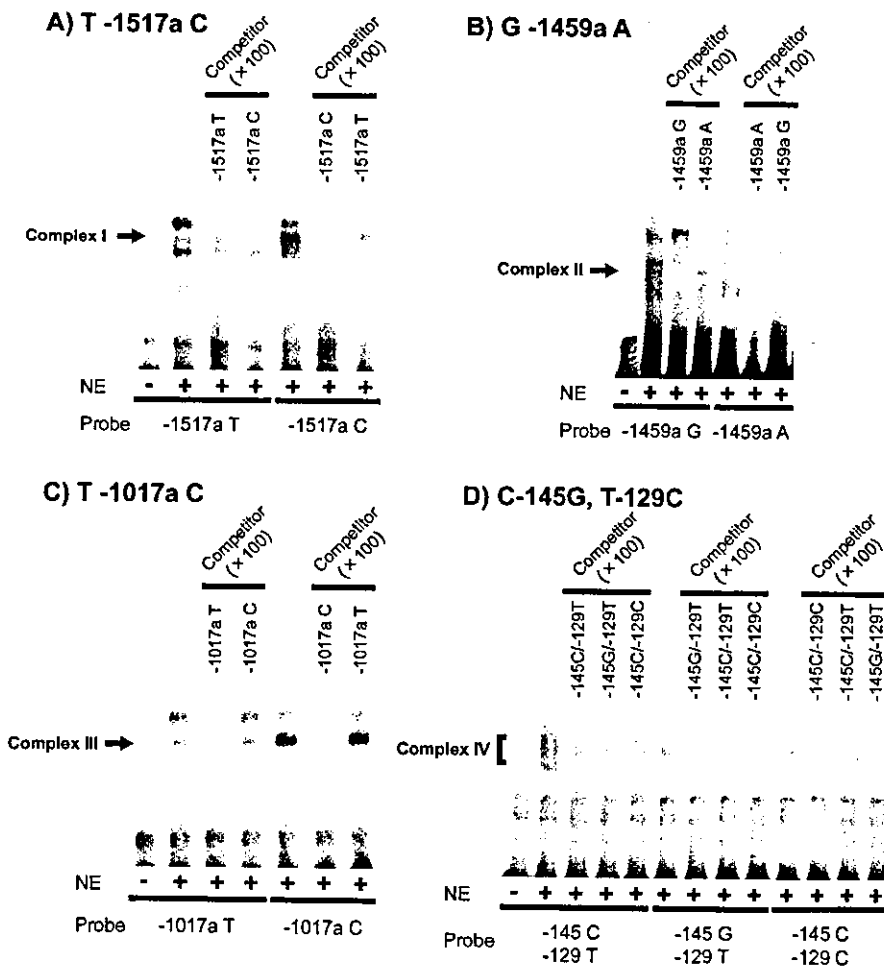 A) T -1517a C
Competitor
(×100)
Competitor
(×100)
-1517a T
-1517a C
-1517a C
-1517a T
Complex I
NE - + + + + + +
Probe -1517a T -1517a C
B) G -1459a A
Competitor
(×100)
Competitor
(×100)
-1459a G
-1459a A
-1459a A
-1459a G
Complex II
NE - + + + + + +
Probe -1459a G -1459a A
C) T -1017a C
Competitor
(×100)
Competitor
(×100)
-1017a T
-1017a C
-1017a C
-1017a T
Complex III
NE - + + + + + +
Probe -1017a T -1017a C
D) C-145G, T-129C
Competitor
(×100)
Competitor
(×100)
Competitor
(×100)
-145C/-129T
-145G/-129T
-145C/-129C
-145G/-129T
-145C/-129T
-145C/-129C
-145C/-129C
-145C/-129T
-145G/-129T
Complex IV
NE - + + + + + + + + + + + +
Probe
-145 C -145 G -145 C
-129 T -129 T -129 C